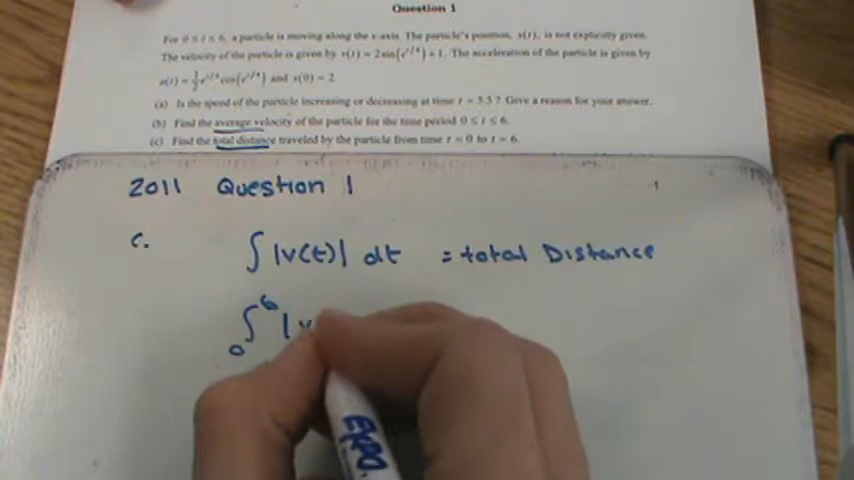 Question 1
For 0 ≤ t ≤ 6, a particle is moving along the x-axis. The particle's position, x(t), is not explicitly given.
The velocity of the particle is given by v(t) = 2 sin(e^{t/4}) + 1. The acceleration of the particle is given by
a(t) = 1/2 e^{t/4} cos(e^{t/4}) and x(0) = 2.
(a) Is the speed of the particle increasing or decreasing at time t = 5.5 ? Give a reason for your answer.
(b) Find the average velocity of the particle for the time period 0 ≤ t ≤ 6.
(c) Find the total distance traveled by the particle from time t = 0 to t = 6.
2011 Question 1
c. ∫ |v(t)| dt = total Distance
∫₀⁶ |v
EXPO